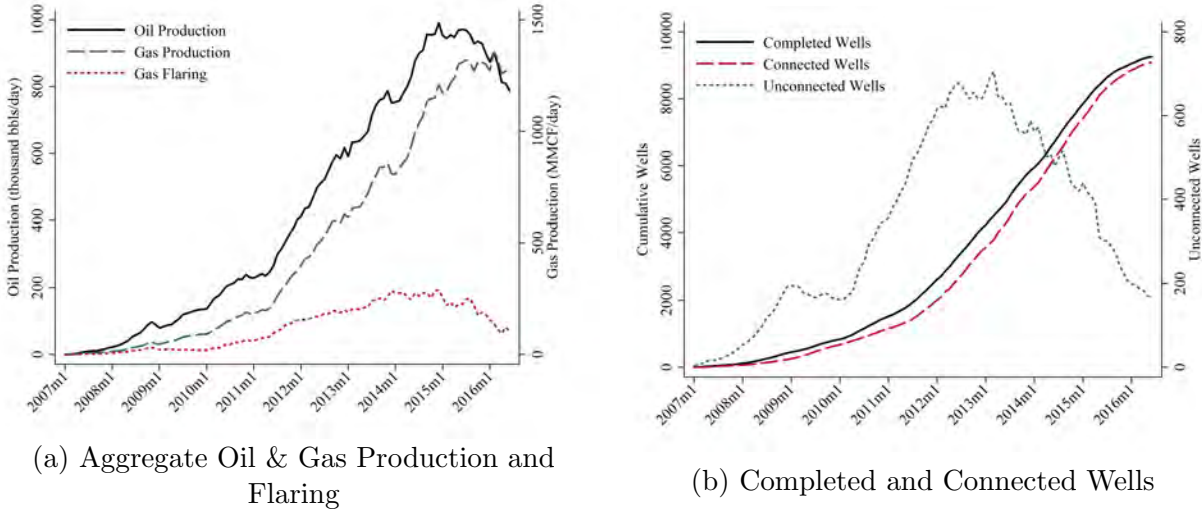 Oil Production
Gas Production
Gas Flaring
Oil Production (thousand bbls/day)
0
200
400
600
800
1000
Gas Production (MMCF/day)
0
500
1000
1500
2007m1
2008m1
2009m1
2010m1
2011m1
2012m1
2013m1
2014m1
2015m1
2016m1
(a) Aggregate Oil & Gas Production and
Flaring
Completed Wells
Connected Wells
Unconnected Wells
Cumulative Wells
0
2000
4000
6000
8000
10000
Unconnected Wells
0
200
400
600
800
2007m1
2008m1
2009m1
2010m1
2011m1
2012m1
2013m1
2014m1
2015m1
2016m1
(b) Completed and Connected Wells